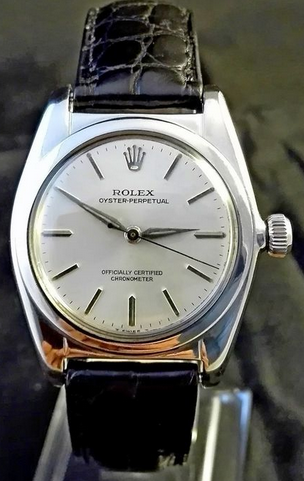 ROLEX
OYSTER-PERPETUAL
OFFICIALLY CERTIFIED
CHRONOMETER